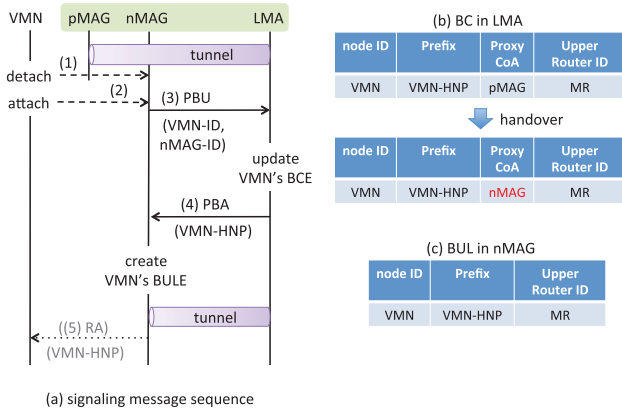 VMN pMAG nMAG LMA
tunnel
(1)
detach
(2)
attach
(3) PBU
(VMN-ID,
nMAG-ID)
update
VMN's BCE
(4) PBA
(VMN-HNP)
create
VMN's BULE
tunnel
((5) RA)
(VMN-HNP)
(a) signaling message sequence
(b) BC in LMA
node ID Prefix Proxy CoA Upper Router ID
VMN VMN-HNP pMAG MR
handover
node ID Prefix Proxy CoA Upper Router ID
VMN VMN-HNP nMAG MR
(c) BUL in nMAG
node ID Prefix Upper Router ID
VMN VMN-HNP MR